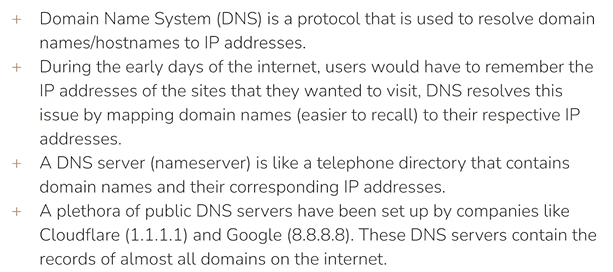 + Domain Name System (DNS) is a protocol that is used to resolve domain
names/hostnames to IP addresses.
+ During the early days of the internet, users would have to remember the
IP addresses of the sites that they wanted to visit, DNS resolves this
issue by mapping domain names (easier to recall) to their respective IP
addresses.
+ A DNS server (nameserver) is like a telephone directory that contains
domain names and their corresponding IP addresses.
+ A plethora of public DNS servers have been set up by companies like
Cloudflare (1.1.1.1) and Google (8.8.8.8). These DNS servers contain the
records of almost all domains on the internet.